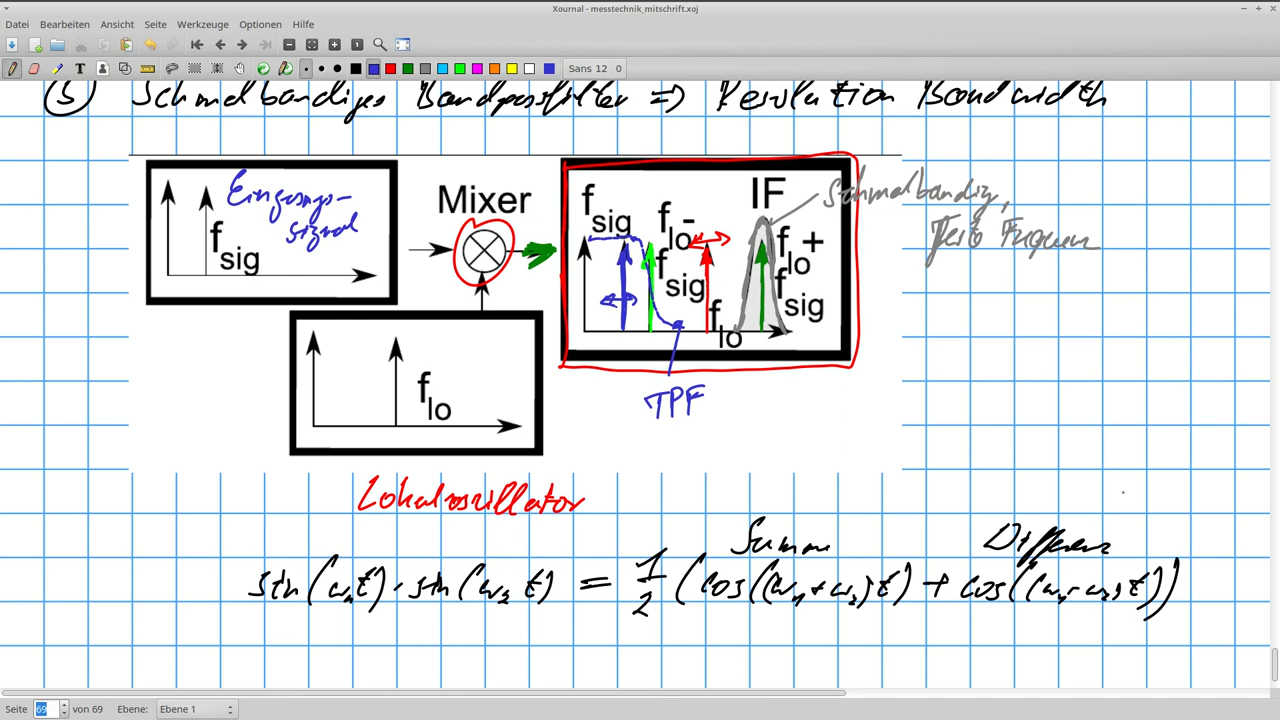 Xournal - messtechnik_mitschrift.xoj
Datei Bearbeiten Ansicht Seite Werkzeuge Optionen Hilfe
Sans 12 0
(5) Schmalbandiges Bandpassfilter => Resolution Bandwidth
Eingangs-
signal
f sig
Mixer
f sig
f lo -
f sig
IF
f lo +
f sig
f lo
schmalbandig,
feste Frequenz
TPF
f lo
Lokaloszillator
Summe Differenz
sin(ω₁t)·sin(ω₂t) = 1/2 (cos((ω₁+ω₂)t) + cos((ω₁-ω₂)t))
Seite 69 von 69 Ebene: Ebene 1